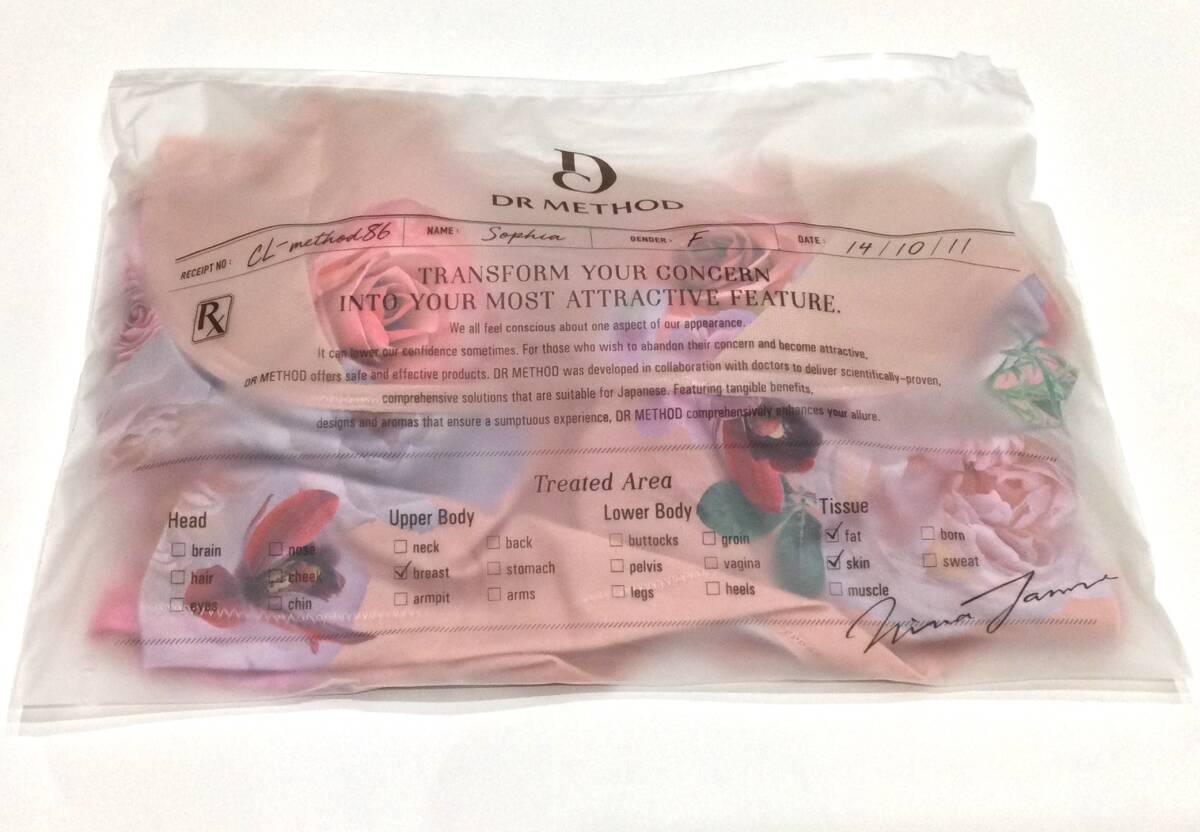 DR METHOD
RECEIPT NO: CL-method86 NAME: Sophia GENDER: F DATE: 14/10/11
Rx
TRANSFORM YOUR CONCERN
INTO YOUR MOST ATTRACTIVE FEATURE.
We all feel conscious about one aspect of our appearance.
It can lower our confidence sometimes. For those who wish to abandon their concern and become attractive,
DR METHOD offers safe and effective products. DR METHOD was developed in collaboration with doctors to deliver scientifically-proven,
comprehensive solutions that are suitable for Japanese. Featuring tangible benefits,
designs and aromas that ensure a sumptuous experience, DR METHOD comprehensively enhances your allure.
Treated Area
Head
brain nose
hair cheek
eyes chin
Upper Body
neck back
breast stomach
armpit arms
Lower Body
buttocks groin
pelvis vagina
legs heels
Tissue
fat born
skin sweat
muscle